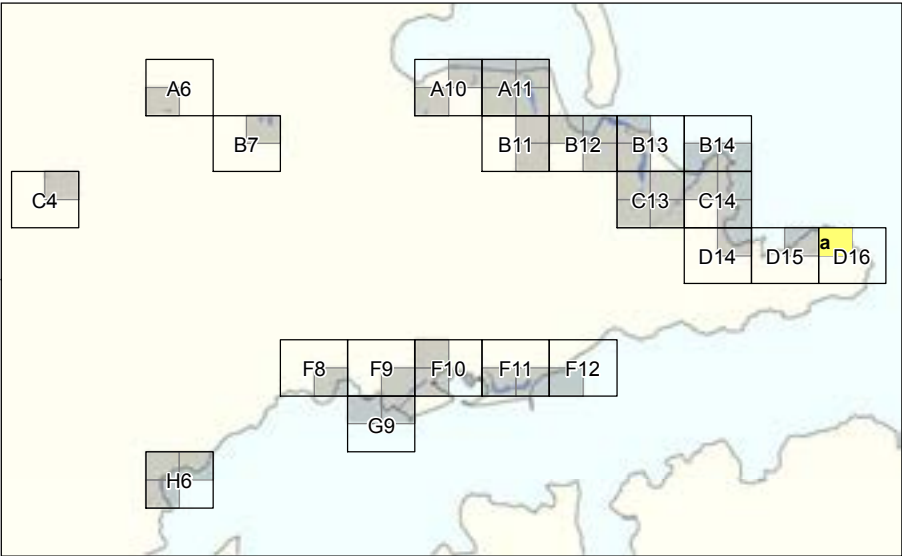 A6 A10 A11
B7 B11 B12 B13 B14
C4 C13 C14
D14 D15 a D16
F8 F9 F10 F11 F12
G9
H6